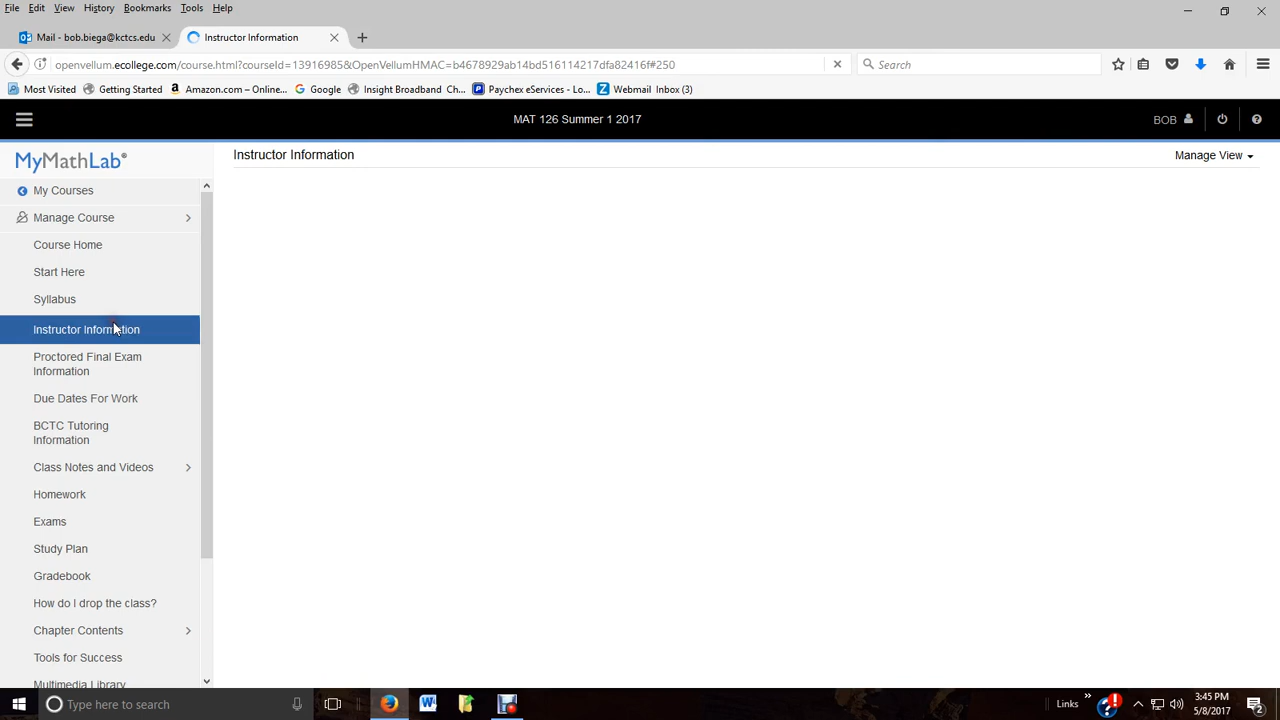 File Edit View History Bookmarks Tools Help
Mail - bob.biega@kctcs.edu Instructor Information
openvellum.ecollege.com/course.html?courseId=13916985&OpenVellumHMAC=b4678929ab14bd516114217dfa82416f#250 Search
Most Visited Getting Started Amazon.com – Online... Google Insight Broadband Ch... Paychex eServices - Lo... Webmail Inbox (3)
MAT 126 Summer 1 2017 BOB
MyMathLab®
Instructor Information Manage View
My Courses
Manage Course
Course Home
Start Here
Syllabus
Instructor Information
Proctored Final Exam
Information
Due Dates For Work
BCTC Tutoring
Information
Class Notes and Videos
Homework
Exams
Study Plan
Gradebook
How do I drop the class?
Chapter Contents
Tools for Success
Multimedia Library
Type here to search Links 3:45 PM
5/8/2017 2